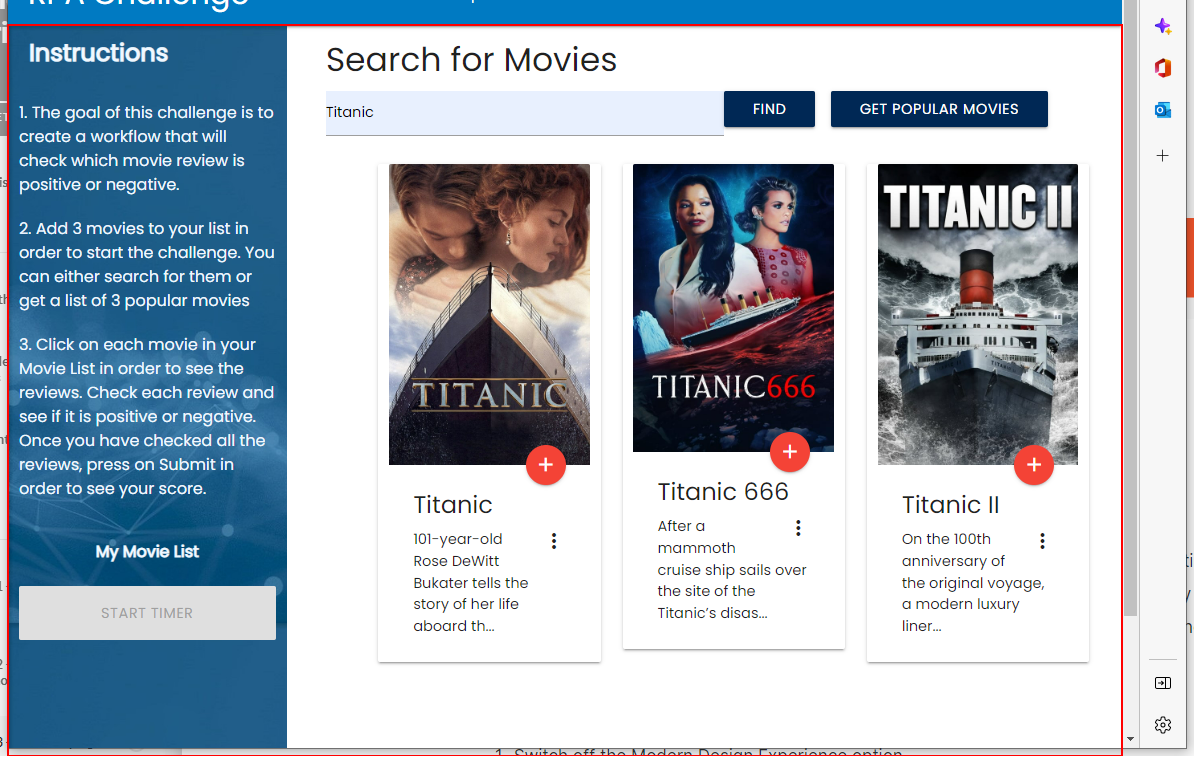 RPA Challenge
Instructions
1. The goal of this challenge is to
create a workflow that will
check which movie review is
positive or negative.
2. Add 3 movies to your list in
order to start the challenge. You
can either search for them or
get a list of 3 popular movies
3. Click on each movie in your
Movie List in order to see the
reviews. Check each review and
see if it is positive or negative.
Once you have checked all the
reviews, press on Submit in
order to see your score.
My Movie List
START TIMER
Search for Movies
Titanic
FIND
GET POPULAR MOVIES
TITANIC
Titanic
101-year-old
Rose DeWitt
Bukater tells the
story of her life
aboard th...
TITANIC666
Titanic 666
After a
mammoth
cruise ship sails over
the site of the
Titanic’s disas...
TITANIC II
Titanic II
On the 100th
anniversary of
the original voyage,
a modern luxury
liner...
1. Switch off the Modern Design Experience option